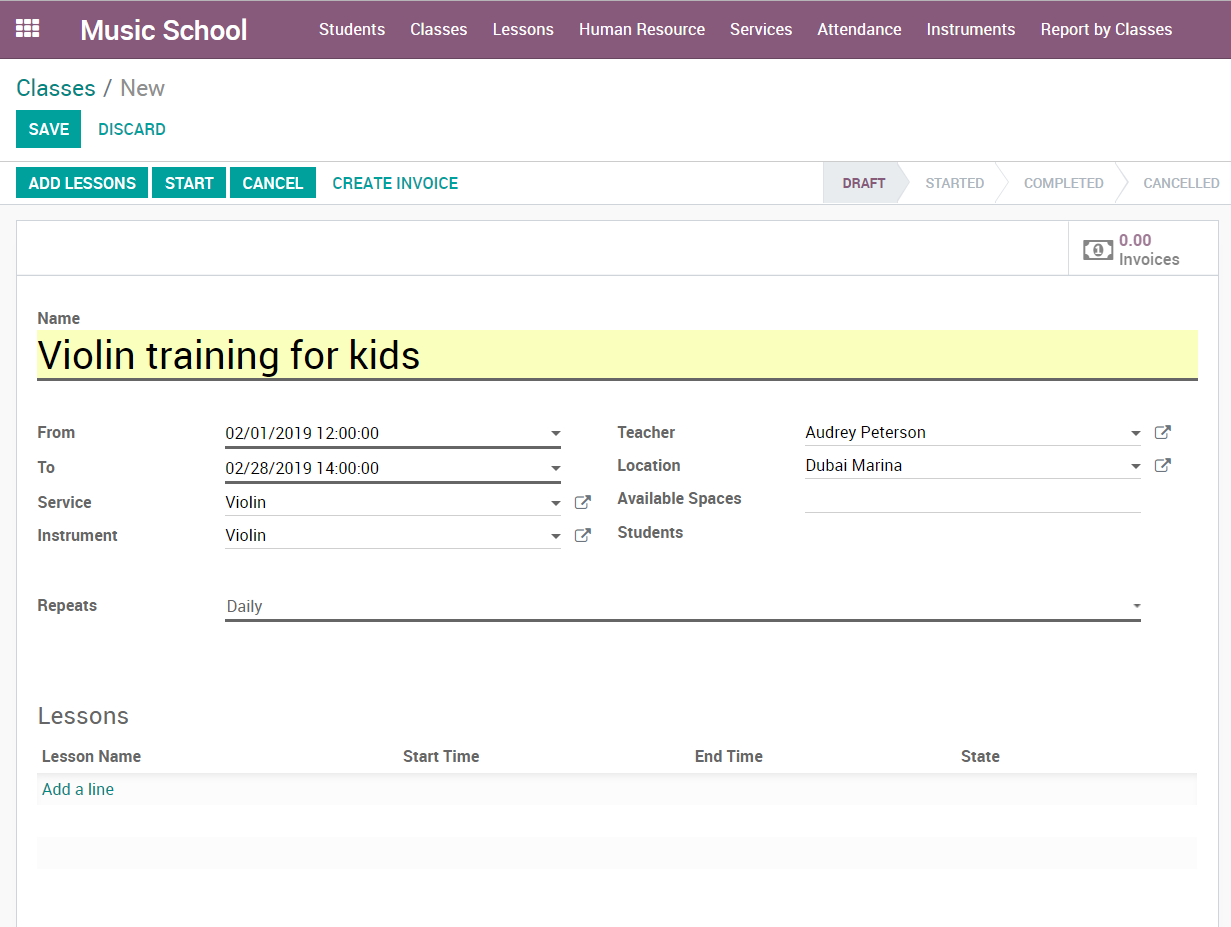 Music School Students Classes Lessons Human Resource Services Attendance Instruments Report by Classes
Classes / New
SAVE DISCARD
ADD LESSONS START CANCEL CREATE INVOICE DRAFT STARTED COMPLETED CANCELLED
0.00
Invoices
Name
Violin training for kids
From 02/01/2019 12:00:00
To 02/28/2019 14:00:00
Service Violin
Instrument Violin
Teacher Audrey Peterson
Location Dubai Marina
Available Spaces
Students
Repeats Daily
Lessons
Lesson Name Start Time End Time State
Add a line